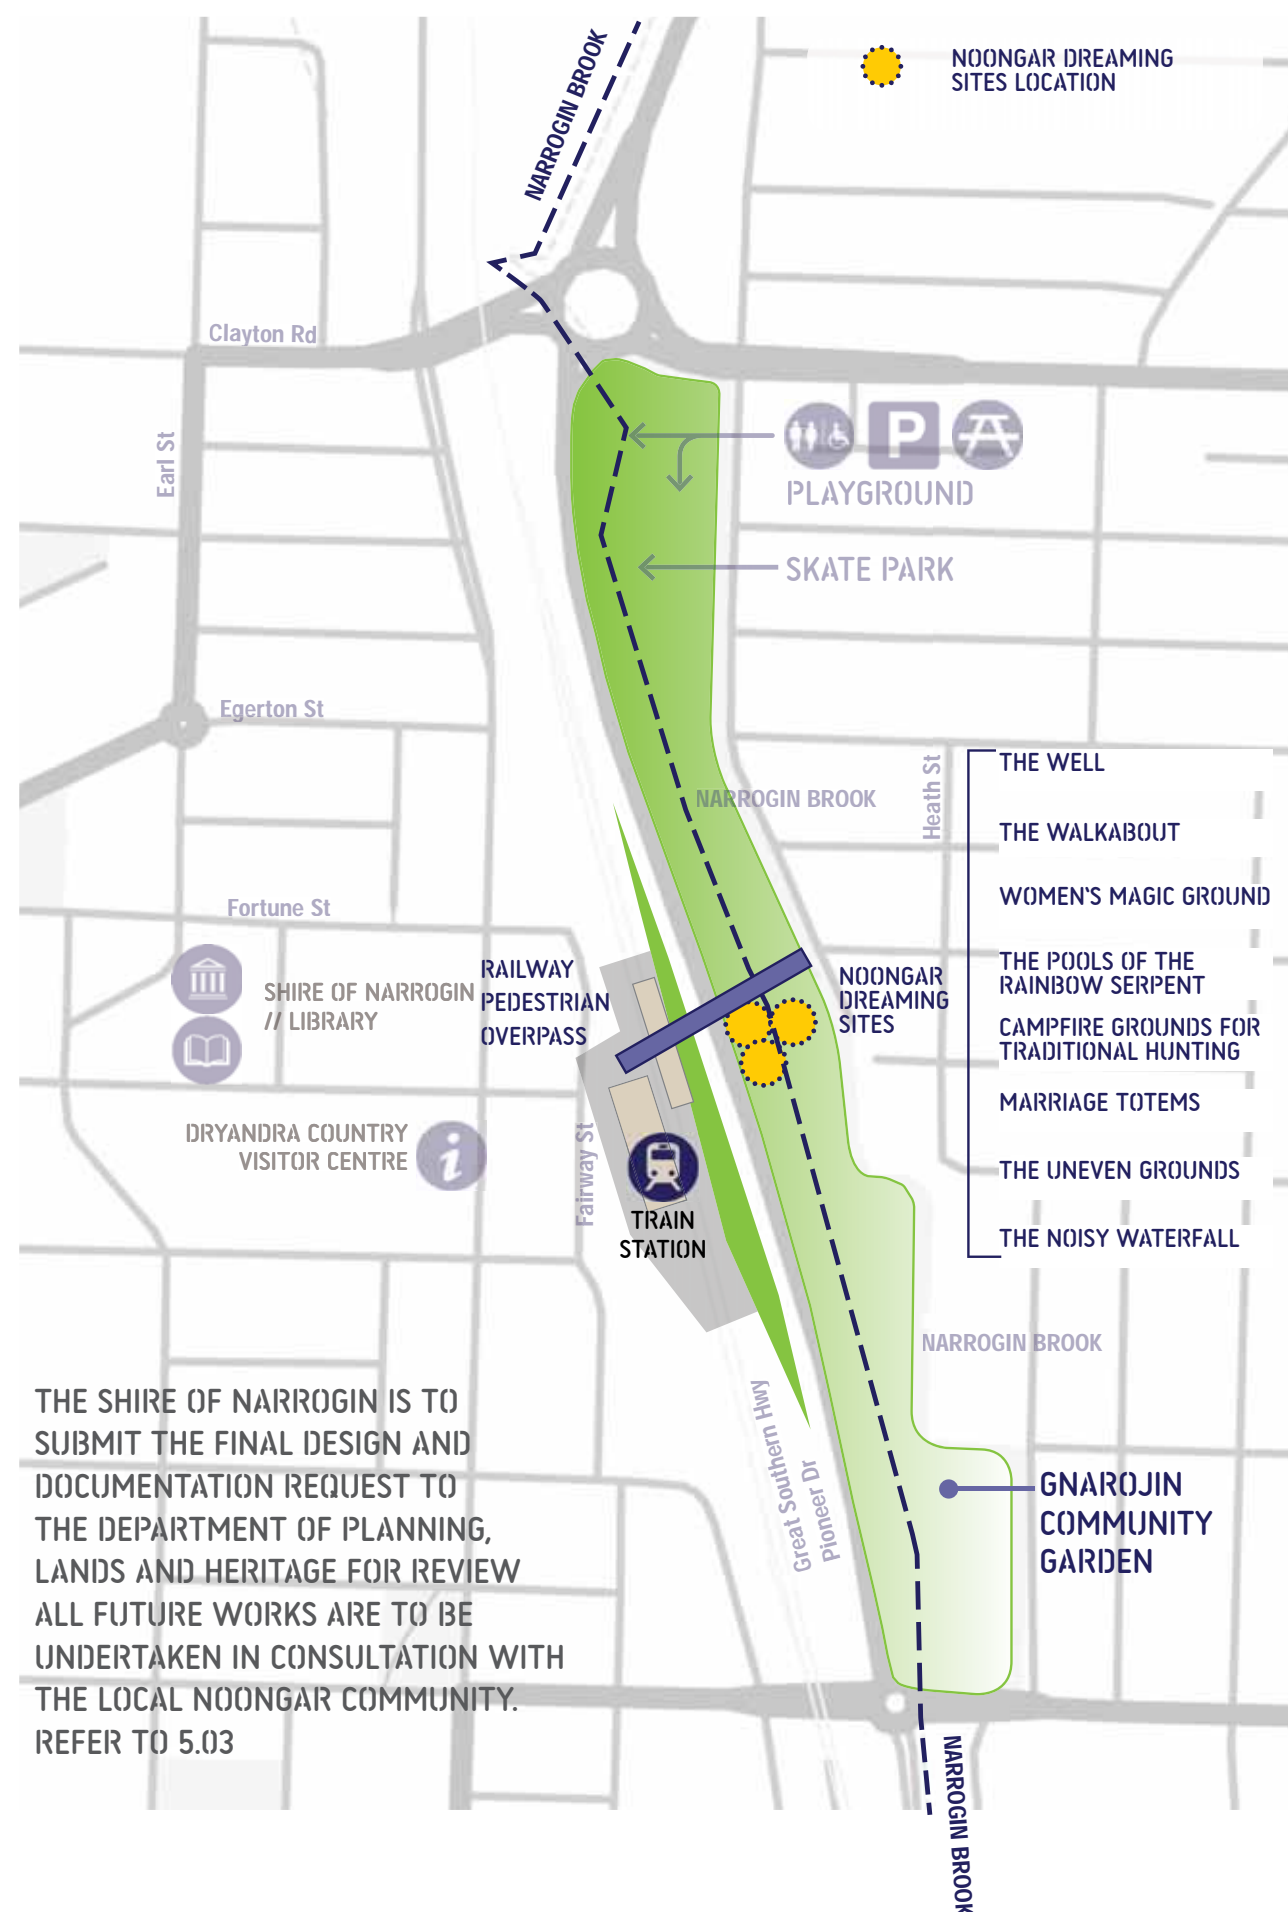 NARROGIN BROOK
NOONGAR DREAMING
SITES LOCATION
Clayton Rd
Earl St
P
PLAYGROUND
SKATE PARK
Egerton St
NARROGIN BROOK
Heath St
THE WELL
THE WALKABOUT
WOMEN'S MAGIC GROUND
THE POOLS OF THE
RAINBOW SERPENT
CAMPFIRE GROUNDS FOR
TRADITIONAL HUNTING
MARRIAGE TOTEMS
THE UNEVEN GROUNDS
THE NOISY WATERFALL
Fortune St
SHIRE OF NARROGIN
// LIBRARY
RAILWAY
PEDESTRIAN
OVERPASS
NOONGAR
DREAMING
SITES
DRYANDRA COUNTRY
VISITOR CENTRE
i
Fairway St
TRAIN
STATION
NARROGIN BROOK
Great Southern Hwy
Pioneer Dr
GNAROJIN
COMMUNITY
GARDEN
THE SHIRE OF NARROGIN IS TO
SUBMIT THE FINAL DESIGN AND
DOCUMENTATION REQUEST TO
THE DEPARTMENT OF PLANNING,
LANDS AND HERITAGE FOR REVIEW
ALL FUTURE WORKS ARE TO BE
UNDERTAKEN IN CONSULTATION WITH
THE LOCAL NOONGAR COMMUNITY.
REFER TO 5.03
NARROGIN BROOK